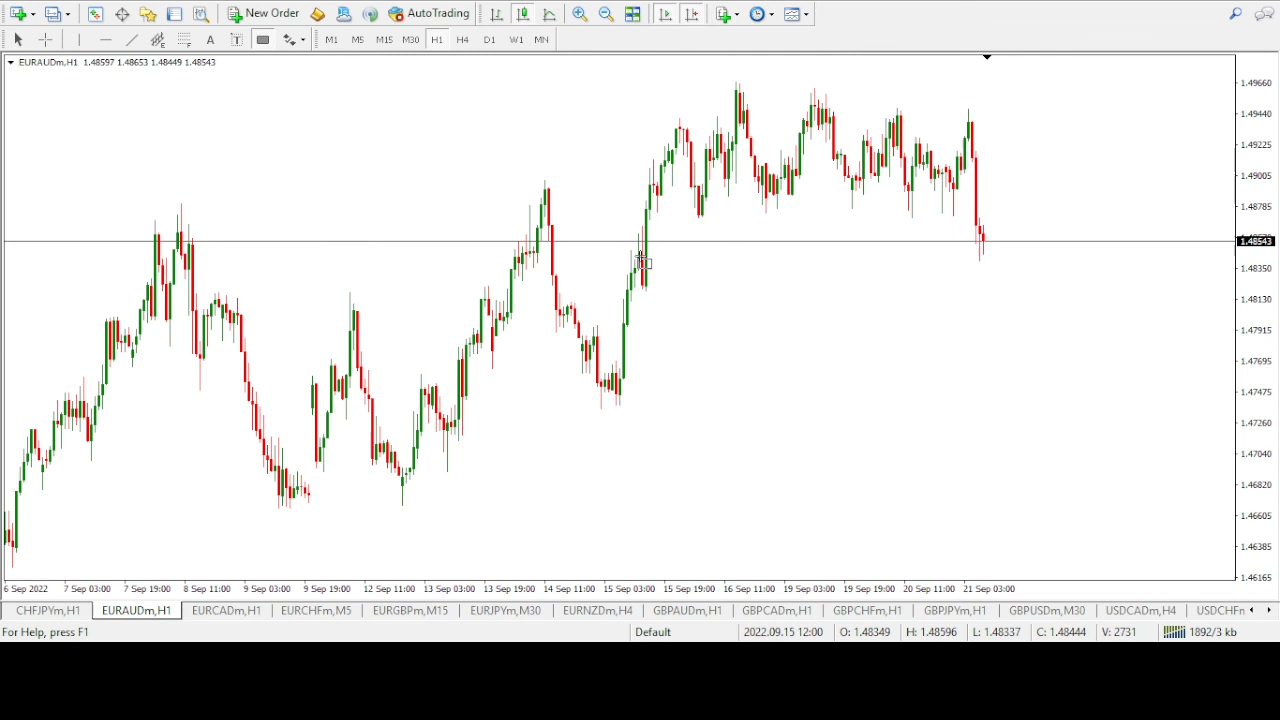 New Order AutoTrading
A T M1 M5 M15 M30 H1 H4 D1 W1 MN
EURAUDm,H1 1.48597 1.48653 1.48449 1.48543
1.49660
1.49440
1.49225
1.49005
1.48785
1.48543
1.48350
1.48130
1.47915
1.47695
1.47475
1.47260
1.47040
1.46820
1.46605
1.46385
1.46165
6 Sep 2022 7 Sep 03:00 7 Sep 19:00 8 Sep 11:00 9 Sep 03:00 9 Sep 19:00 12 Sep 11:00 13 Sep 03:00 13 Sep 19:00 14 Sep 11:00 15 Sep 03:00 15 Sep 19:00 16 Sep 11:00 19 Sep 03:00 19 Sep 19:00 20 Sep 11:00 21 Sep 03:00
CHFJPYm,H1 EURAUDm,H1 EURCADm,H1 EURCHFm,M5 EURGBPm,M15 EURJPYm,M30 EURNZDm,H4 GBPAUDm,H1 GBPCADm,H1 GBPCHFm,H1 GBPJPYm,H1 GBPUSDm,M30 USDCADm,H4 USDCHFn
For Help, press F1 Default 2022.09.15 12:00 O: 1.48349 H: 1.48596 L: 1.48337 C: 1.48444 V: 2731 1892/3 kb